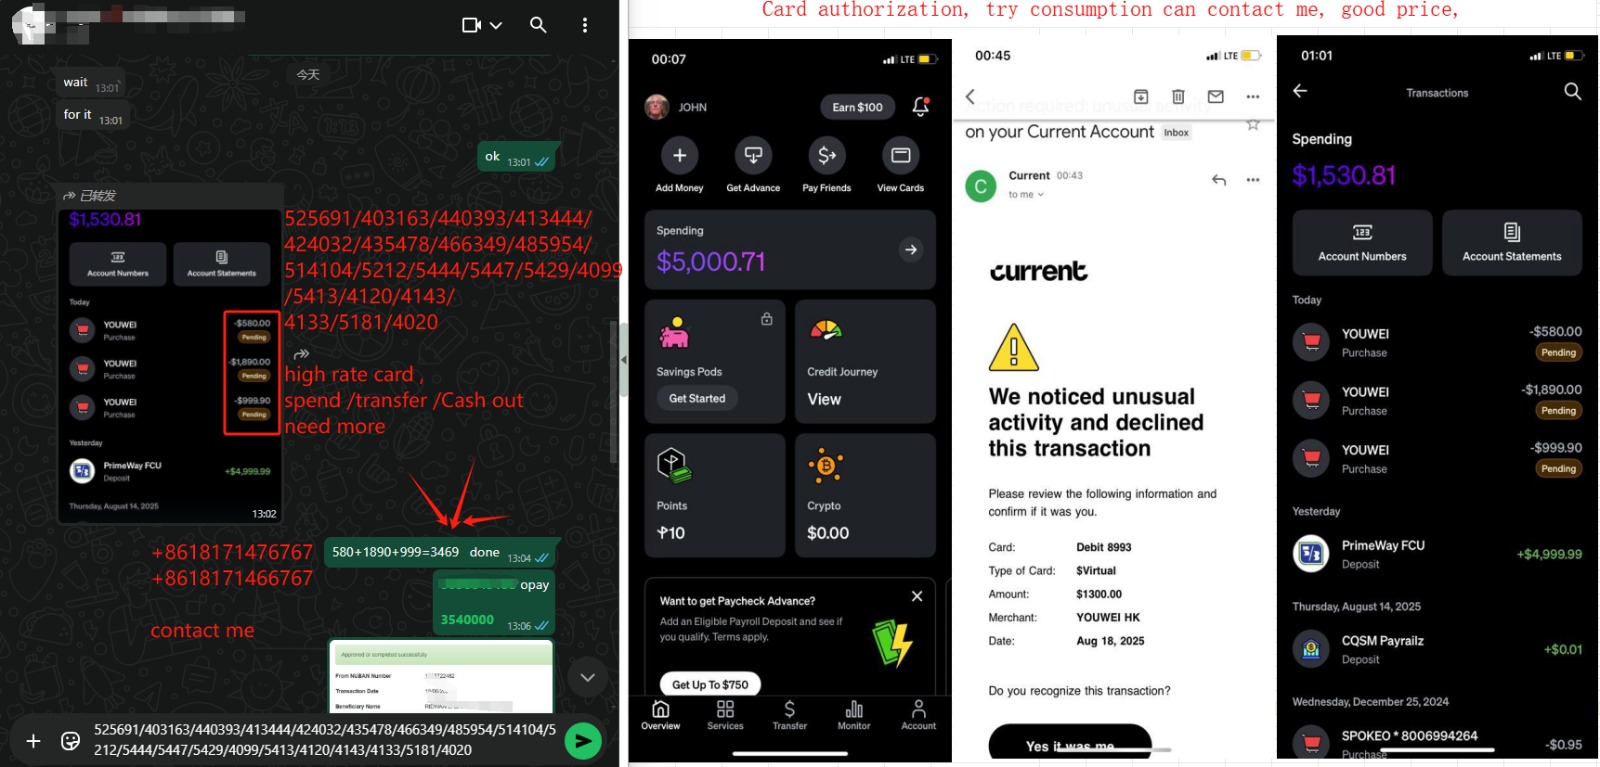 今天
wait 13:01
for it 13:01
ok 13:01
已转发
$1,530.81
Account Numbers
Account Statements
Today
YOUWEI
Purchase
-$580.00
Pending
YOUWEI
Purchase
-$1,890.00
Pending
YOUWEI
Purchase
-$999.90
Pending
Yesterday
PrimeWay FCU
Deposit
+$4,999.99
Thursday, August 14, 2025
13:02
525691/403163/440393/413444/
424032/435478/466349/485954/
514104/5212/5444/5447/5429/4099
/5413/4120/4143/
4133/5181/4020
high rate card ,
spend /transfer /Cash out
need more
+8618171476767
+8618171466767
contact me
580+1890+999=3469 done 13:04
opay
3540000 13:06
Approved or completed successfully
From NUBAN Number
Transaction Date
Beneficiary Name
525691/403163/440393/413444/424032/435478/466349/485954/514104/5
212/5444/5447/5429/4099/5413/4120/4143/4133/5181/4020
Card authorization, try consumption can contact me, good price,
00:07
LTE
JOHN
Earn $100
Add Money
Get Advance
Pay Friends
View Cards
Spending
$5,000.71
Savings Pods
Get Started
Credit Journey
View
Points
10
Crypto
$0.00
Want to get Paycheck Advance?
Add an Eligible Payroll Deposit and see if
you qualify. Terms apply.
Get Up To $750
Overview
Services
Transfer
Monitor
Account
00:45
LTE
Action required: unusual activity
on your Current Account Inbox
C
Current 00:43
to me
current
We noticed unusual
activity and declined
this transaction
Please review the following information and
confirm if it was you.
Card: Debit 8993
Type of Card: $Virtual
Amount: $1300.00
Merchant: YOUWEI HK
Date: Aug 18, 2025
Do you recognize this transaction?
Yes it was me
01:01
LTE
Transactions
Spending
$1,530.81
123
Account Numbers
Account Statements
Today
YOUWEI
Purchase
-$580.00
Pending
YOUWEI
Purchase
-$1,890.00
Pending
YOUWEI
Purchase
-$999.90
Pending
Yesterday
PrimeWay FCU
Deposit
+$4,999.99
Thursday, August 14, 2025
CQSM Payrailz
Deposit
+$0.01
Wednesday, December 25, 2024
SPOKEO * 8006994264
Purchase
-$0.95